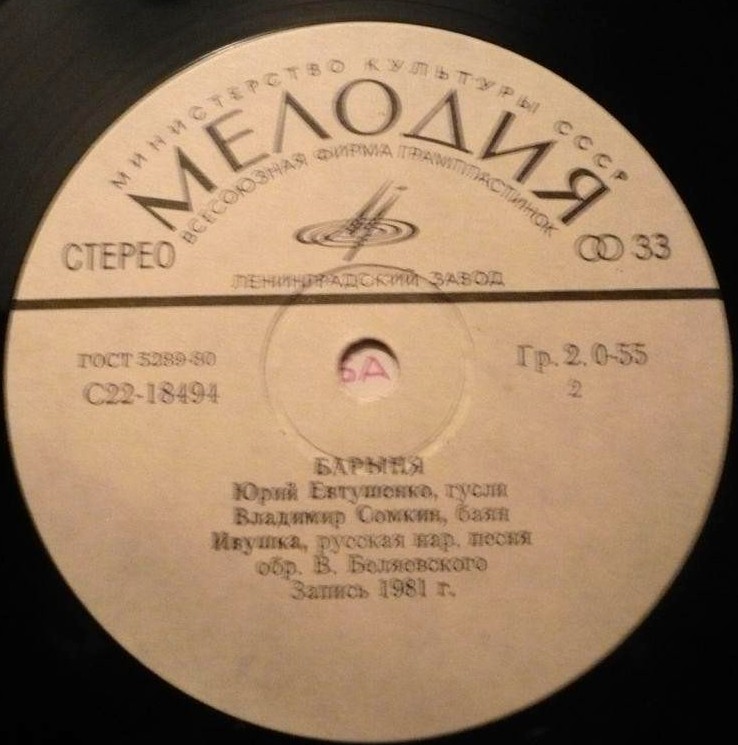 МИНИСТЕРСТВО КУЛЬТУРЫ СССР
МЕЛОДИЯ
ВСЕСОЮЗНАЯ ФИРМА ГРАМПЛАСТИНОК
СТЕРЕО
33
ЛЕНИНГРАДСКИЙ ЗАВОД
ГОСТ 5289-80
Гр. 2. 0-55
С22-18494
2
БАРЫНЯ
Юрий Евтушенко, гусли
Владимир Сомкин, баян
Ивушка, русская нар. песня
обр. В. Беляевского
Запись 1981 г.